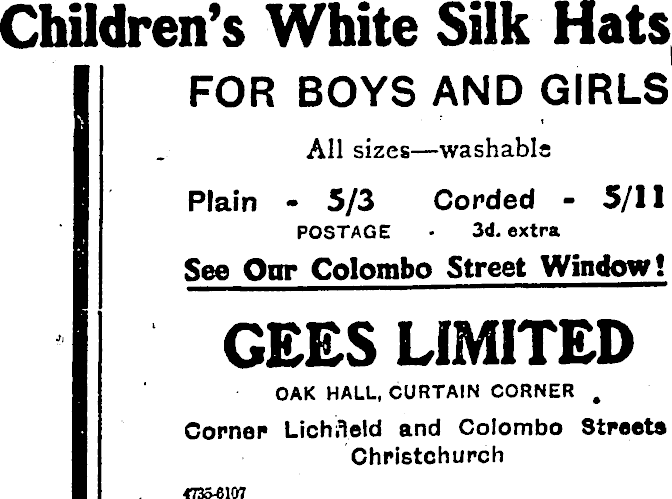 Children's White Silk Hats
FOR BOYS AND GIRLS
All sizes—washable
Plain - 5/3 Corded - 5/11
POSTAGE - 3d. extra
See Our Colombo Street Window!
GEES LIMITED
OAK HALL, CURTAIN CORNER
Corner Lichfield and Colombo Streets
Christchurch
4735-6107